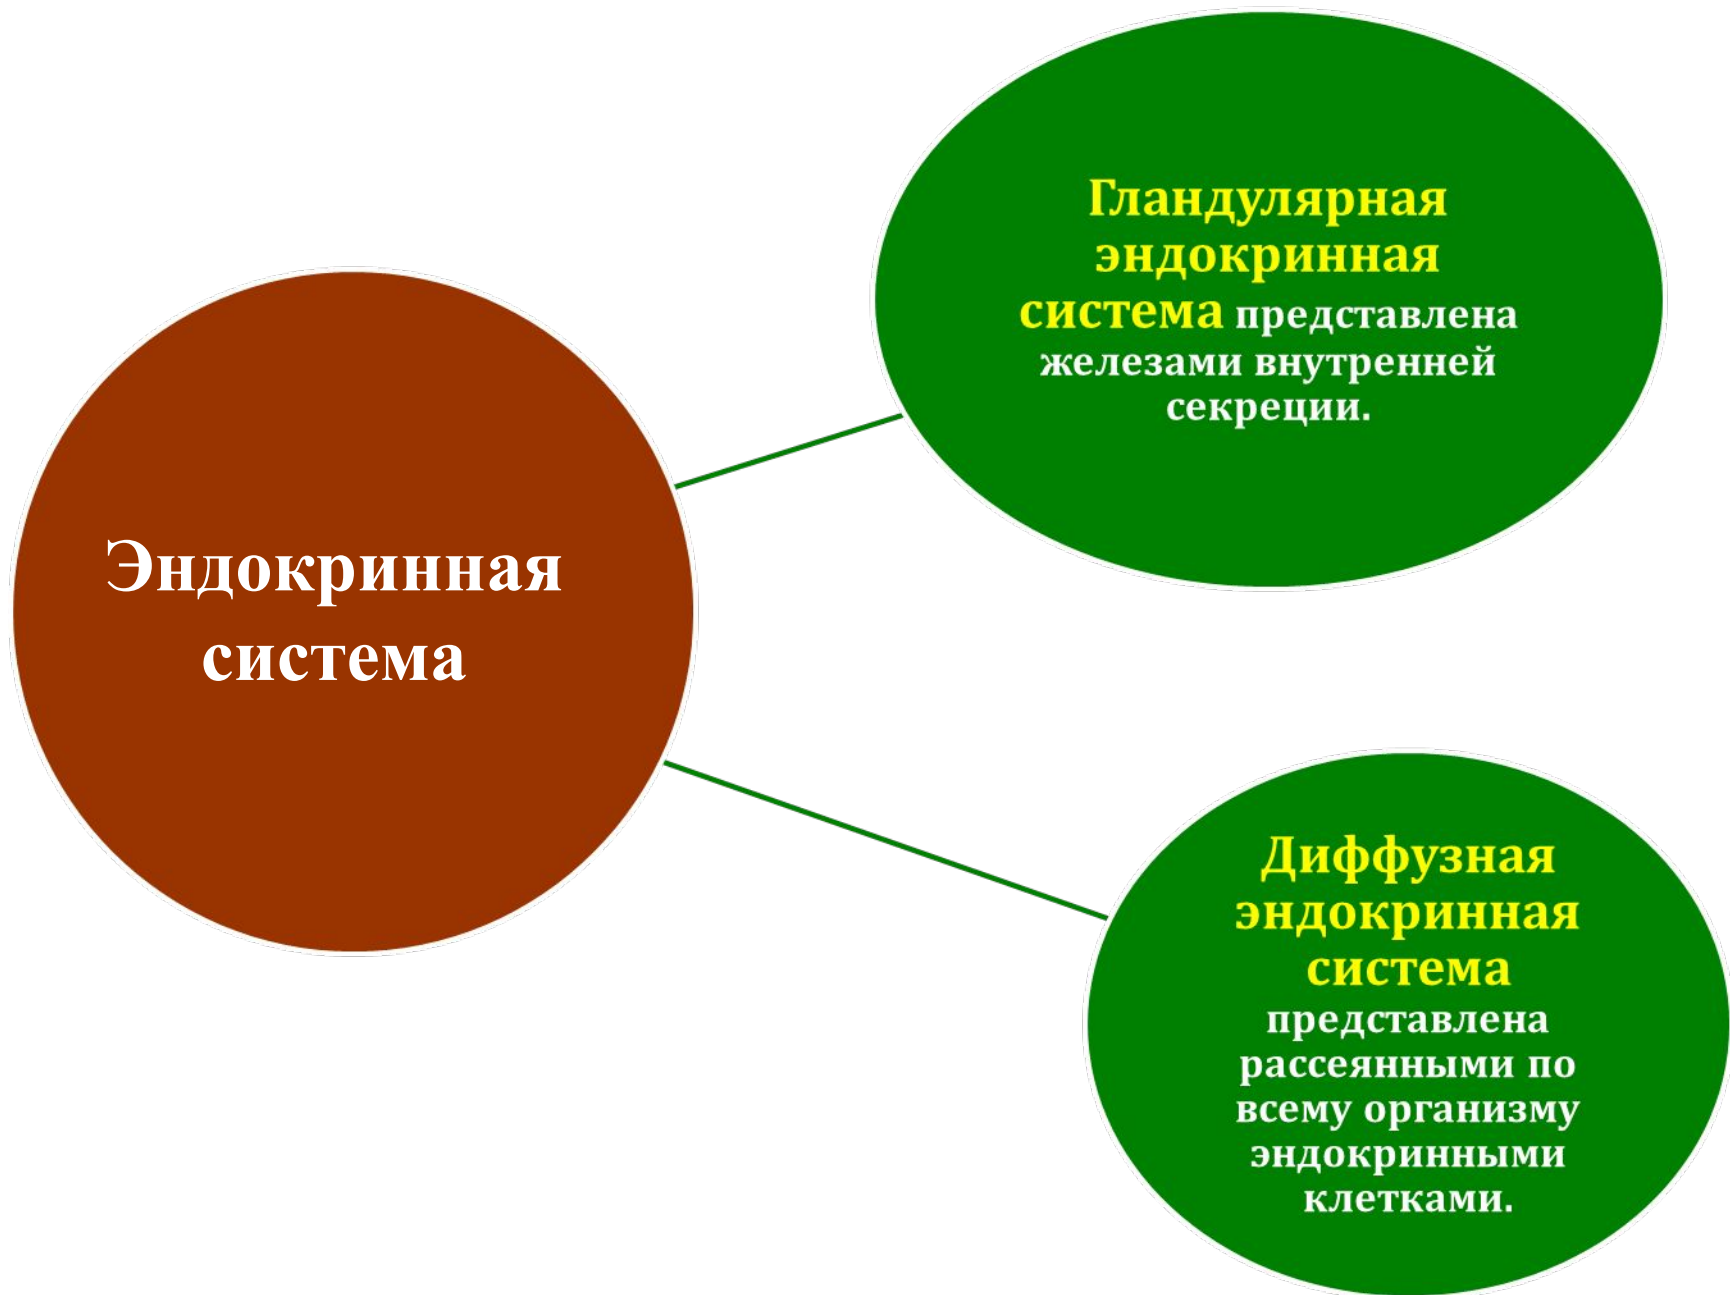 Эндокринная
система
Гландулярная
эндокринная
система представлена
железами внутренней
секреции.
Диффузная
эндокринная
система
представлена
рассеянными по
всему организму
эндокринными
клетками.